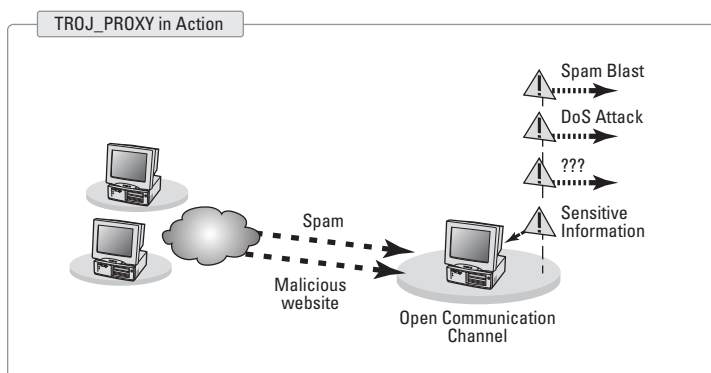 TROJ_PROXY in Action
Spam Blast
DoS Attack
???
Sensitive
Information
Spam
Malicious
website
Open Communication
Channel